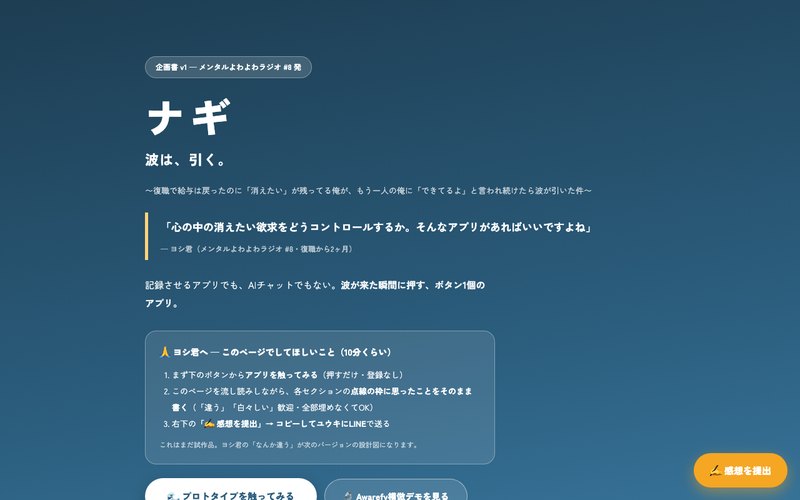 企画書 v1 — メンタルよわよわラジオ #8 発
ナギ
波は、引く。
〜復職で給与は戻ったのに「消えたい」が残ってる俺が、もう一人の俺に「できてるよ」と言われ続けたら波が引いた件〜
「心の中の消えたい欲求をどうコントロールするか。そんなアプリがあればいいですよね」
— ヨシ君(メンタルよわよわラジオ #8・復職から2ヶ月)
記録させるアプリでも、AIチャットでもない。波が来た瞬間に押す、ボタン1個の
アプリ。
🙏 ヨシ君へ — このページでしてほしいこと(10分くらい)
1. まず下のボタンからアプリを触ってみる(押すだけ・登録なし)
2. このページを流し読みしながら、各セクションの点線の枠に思ったことをそのまま
書く(「違う」「白々しい」歓迎・全部埋めなくてOK)
3. 右下の「✍️ 感想を提出」→ コピーしてユウキにLINEで送る
これはまだ試作品。ヨシ君の「なんか違う」が次のバージョンの設計図になります。
プロトタイプを触ってみる
Awarefy模倣デモを見る
✍️ 感想を提出